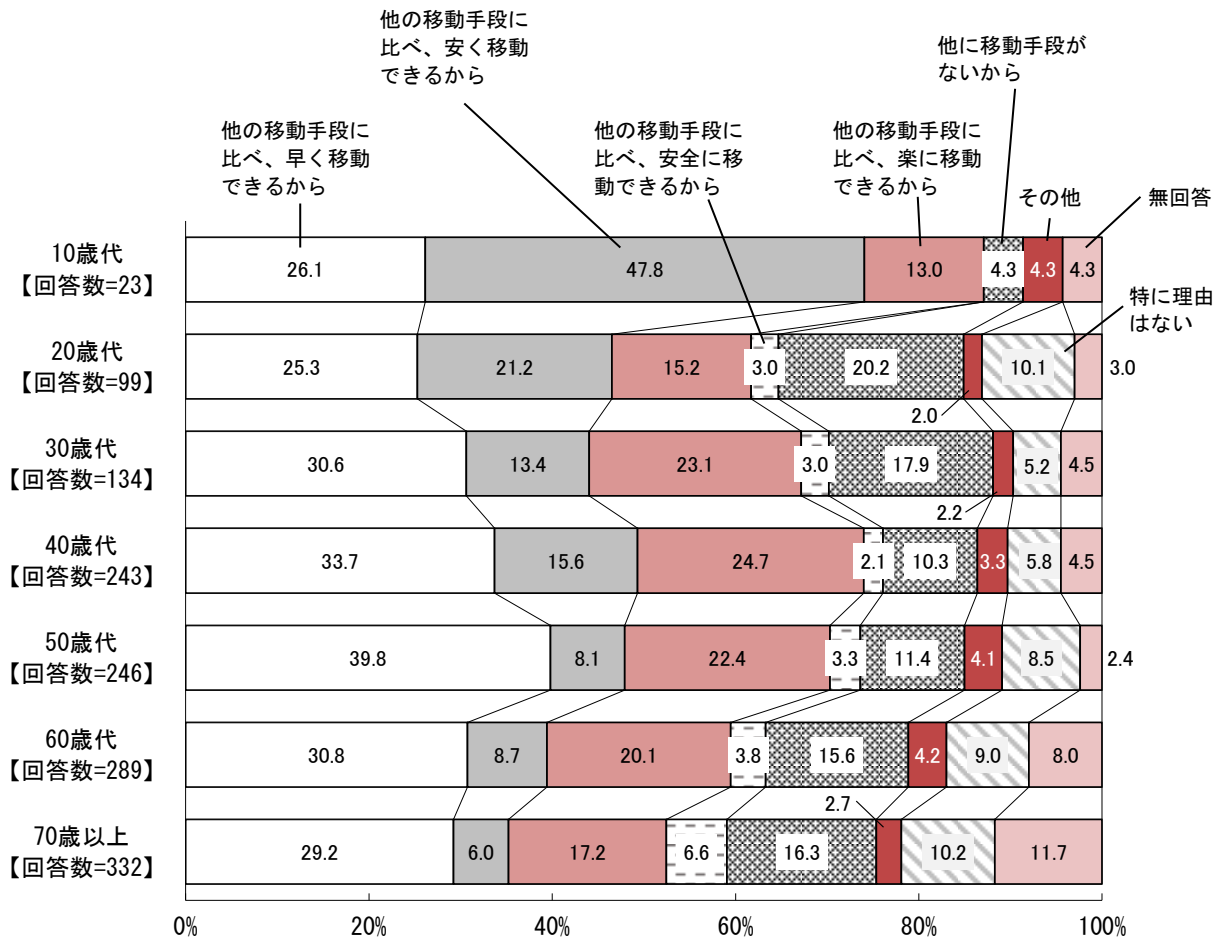 他の移動手段に
比べ、安く移動
できるから
他に移動手段が
ないから
他の移動手段に
比べ、早く移動
できるから
他の移動手段に
比べ、安全に移
動できるから
他の移動手段に
比べ、楽に移動
できるから
その他
無回答
特に理由
はない
10歳代
【回答数=23】
26.1 47.8 13.0 4.3 4.3 4.3
20歳代
【回答数=99】
25.3 21.2 15.2 3.0 20.2 2.0 10.1 3.0
30歳代
【回答数=134】
30.6 13.4 23.1 3.0 17.9 2.2 5.2 4.5
40歳代
【回答数=243】
33.7 15.6 24.7 2.1 10.3 3.3 5.8 4.5
50歳代
【回答数=246】
39.8 8.1 22.4 3.3 11.4 4.1 8.5 2.4
60歳代
【回答数=289】
30.8 8.7 20.1 3.8 15.6 4.2 9.0 8.0
70歳以上
【回答数=332】
29.2 6.0 17.2 6.6 16.3 2.7 10.2 11.7
0% 20% 40% 60% 80% 100%